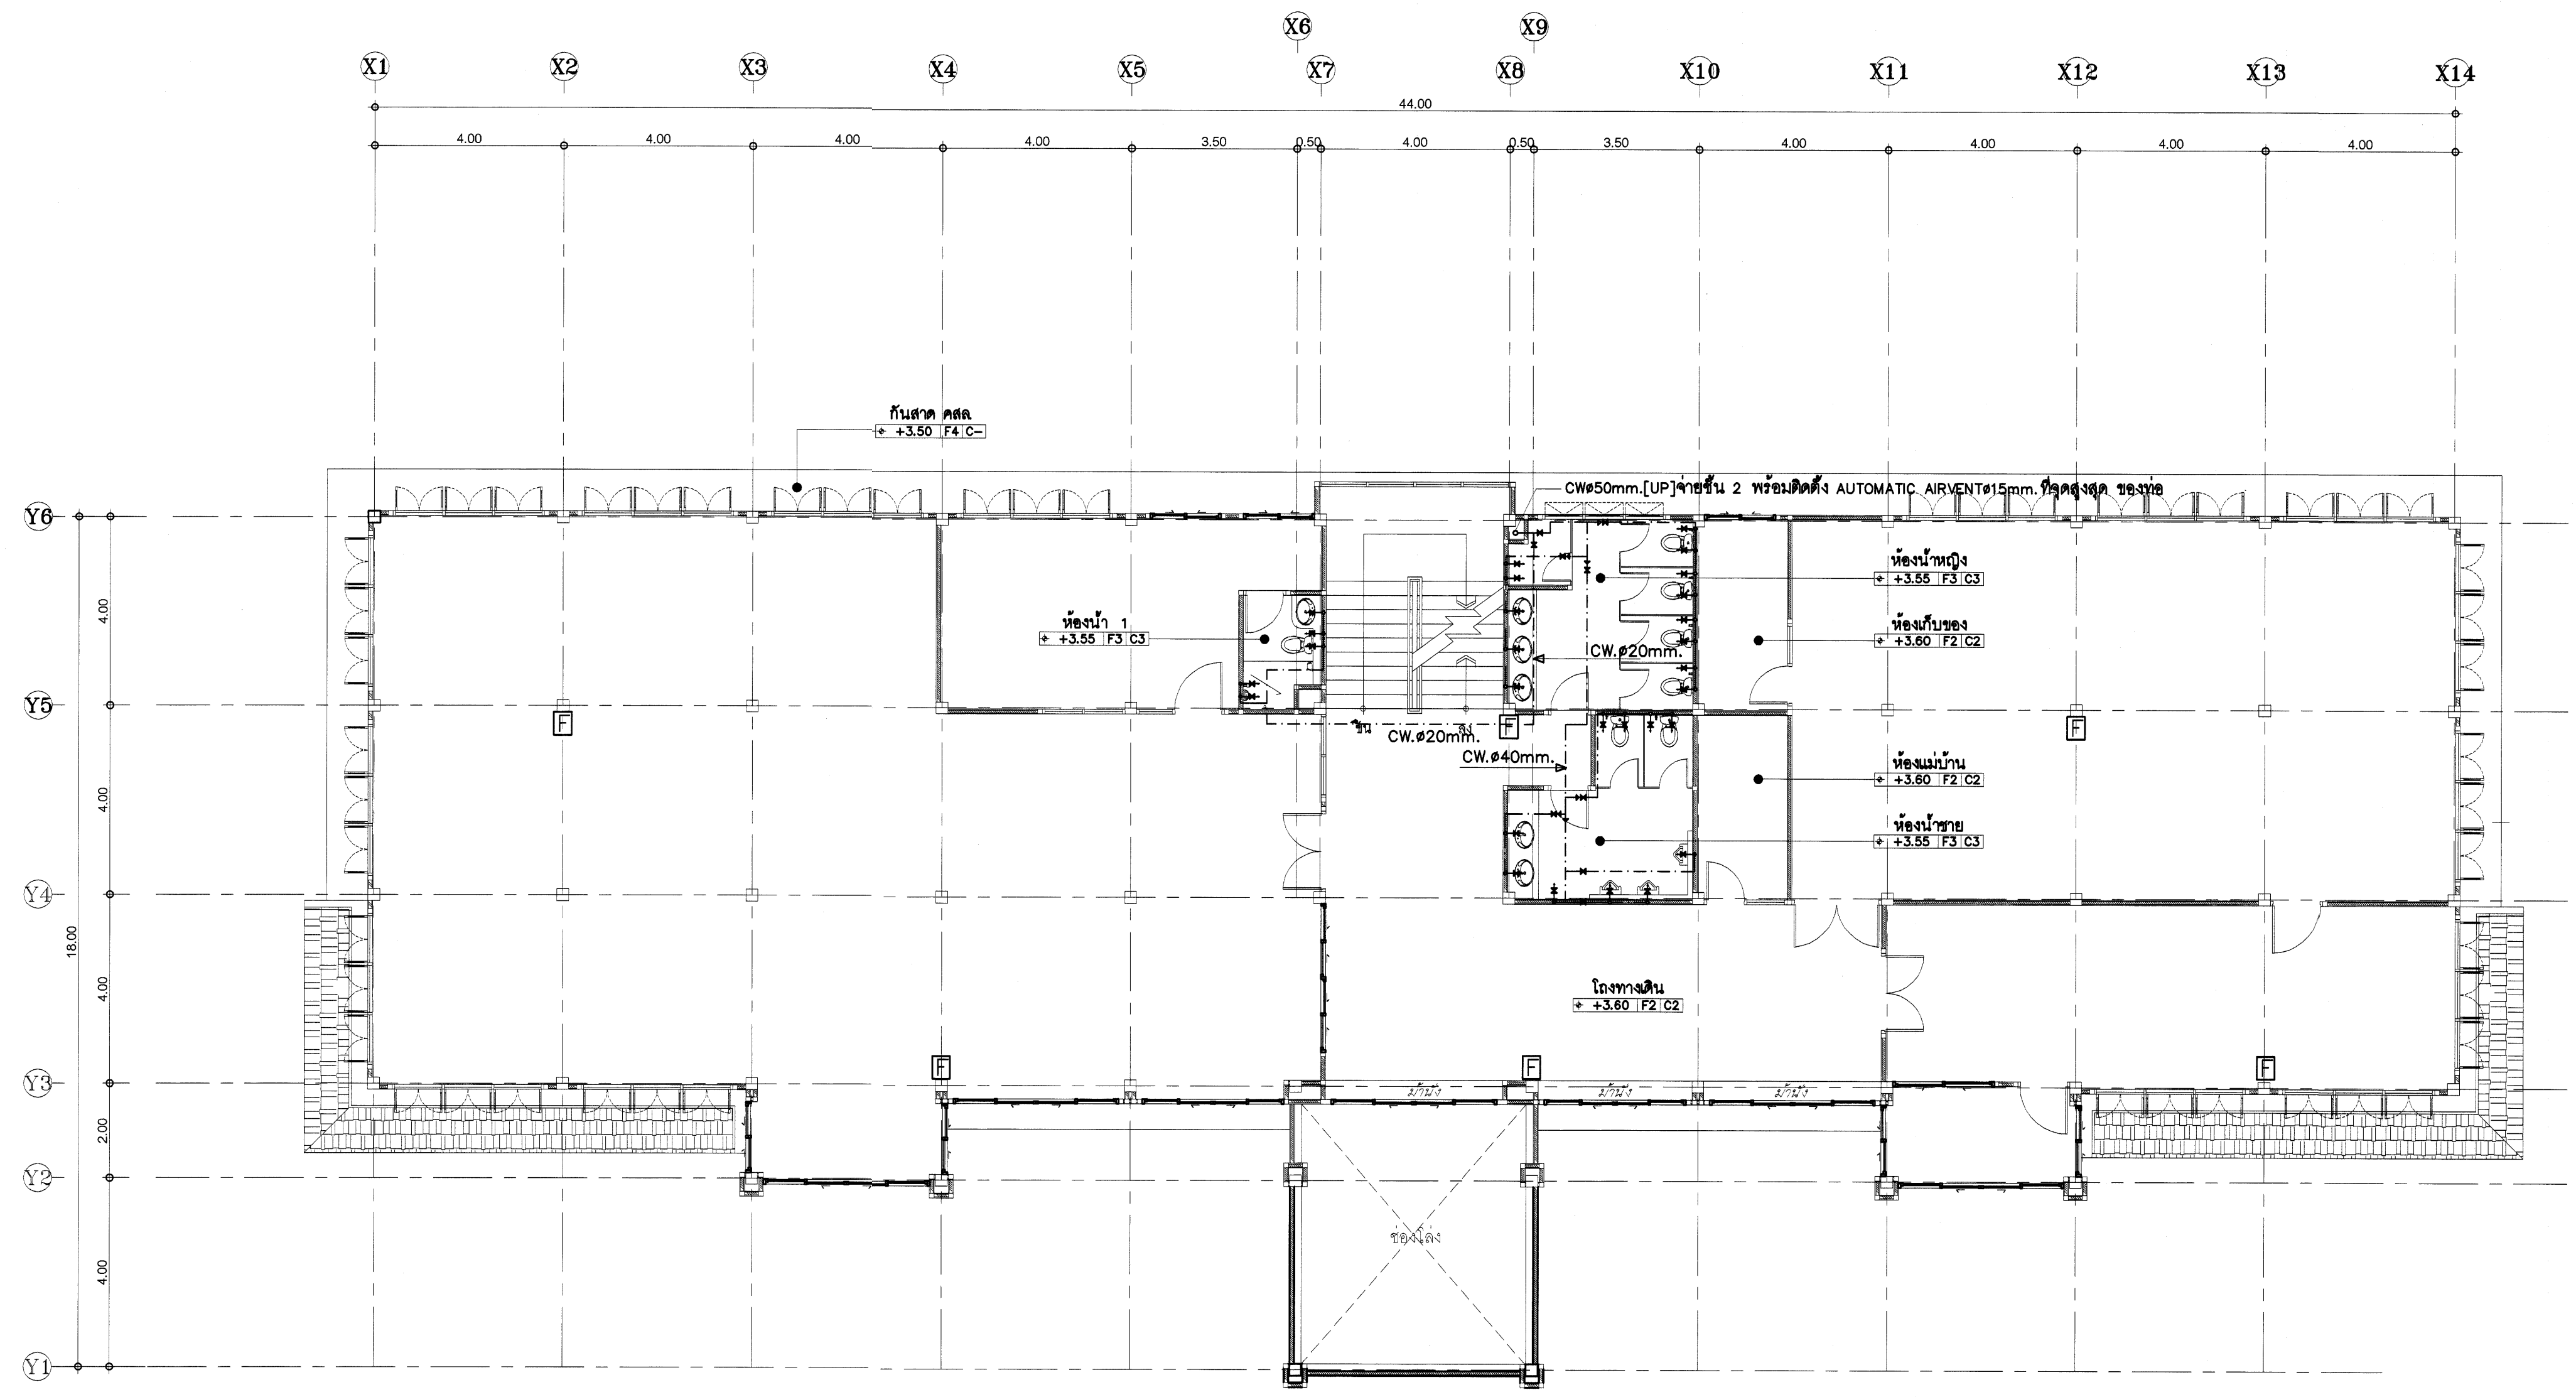 X6 X9
X1 X2 X3 X4 X5 X7 X8 X10 X11 X12 X13 X14
44.00
4.00 4.00 4.00 4.00 3.50 0.50 4.00 0.50 3.50 4.00 4.00 4.00 4.00
กันสาด คสล.
+3.50 F4 C-
CWø50mm.[UP]จ่ายชั้น 2 พร้อมติดตั้ง AUTOMATIC AIRVENTø15mm. ที่จุดสูงสุด ของท่อ
Y6
ห้องน้ำหญิง
+3.55 F3 C3
4.00
ห้องน้ำ 1
+3.55 F3 C3
ห้องเก็บของ
+3.60 F2 C2
CW.ø20mm.
Y5
F F F
ขึ้น ลง
CW.ø20mm.
CW.ø40mm.
ห้องแม่บ้าน
+3.60 F2 C2
4.00
ห้องน้ำชาย
+3.55 F3 C3
Y4
18.00
4.00
โถงทางเดิน
+3.60 F2 C2
F F F
Y3
ม้านั่ง ม้านั่ง ม้านั่ง
2.00
Y2
ช่องโล่ง
4.00
Y1